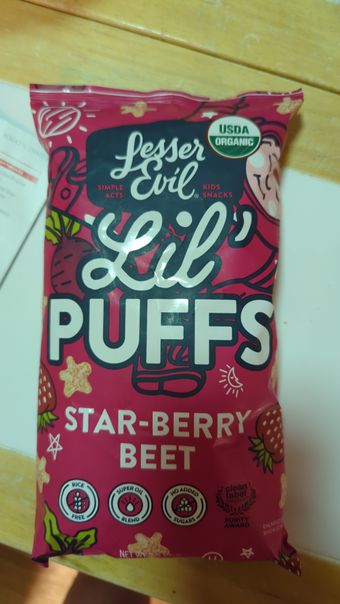 USDA
ORGANIC
Lesser
Evil
SIMPLE ACTS
KIDS SNACKS
"Lil'
PUFFS
STAR-BERRY
BEET
RICE
FREE
SUPER OIL
BLEND
NO ADDED
SUGARS
clean
label
PURITY
AWARD
NET